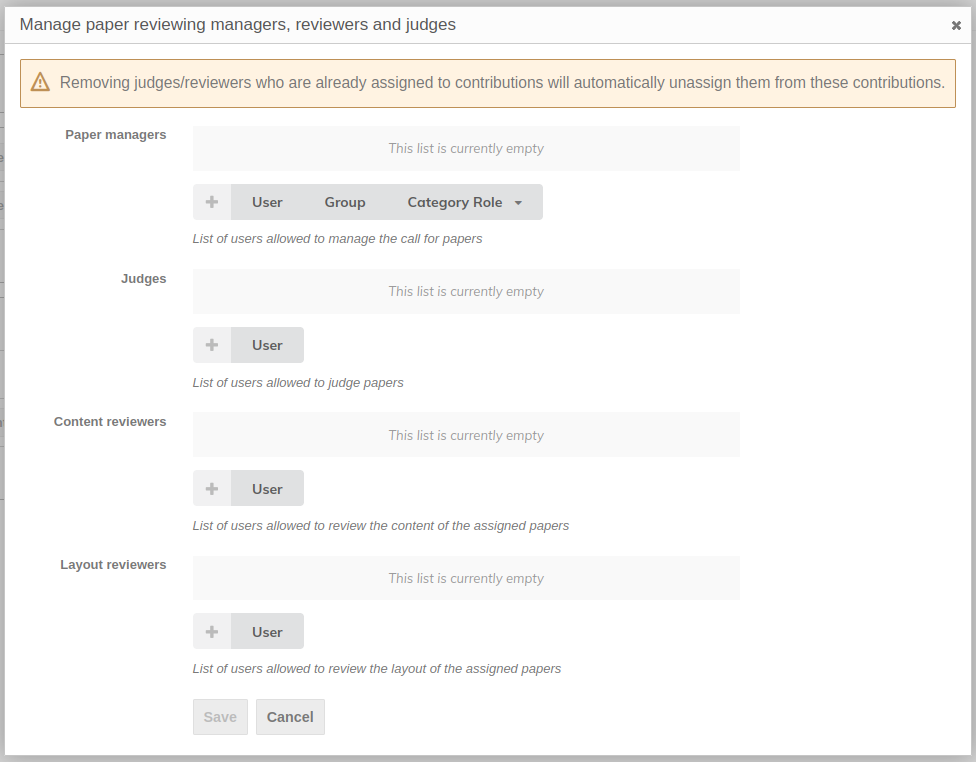 Manage paper reviewing managers, reviewers and judges
Removing judges/reviewers who are already assigned to contributions will automatically unassign them from these contributions.
Paper managers
This list is currently empty
User Group Category Role
List of users allowed to manage the call for papers
Judges
This list is currently empty
User
List of users allowed to judge papers
Content reviewers
This list is currently empty
User
List of users allowed to review the content of the assigned papers
Layout reviewers
This list is currently empty
User
List of users allowed to review the layout of the assigned papers
Save Cancel